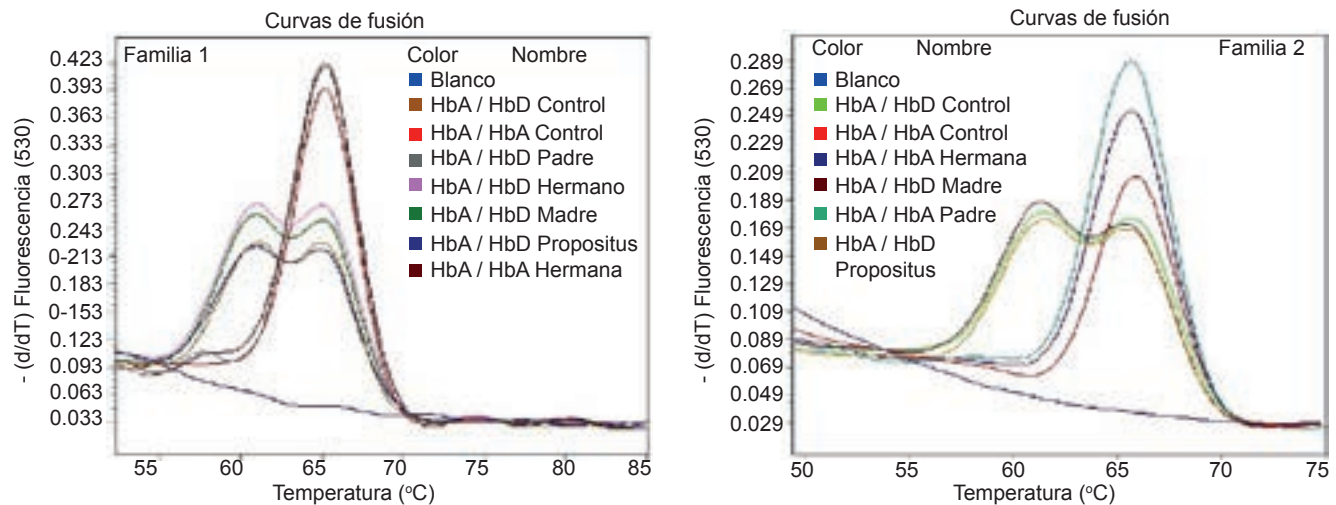 Curvas de fusión
Familia 1
Color Nombre
Blanco
HbA / HbD Control
HbA / HbA Control
HbA / HbD Padre
HbA / HbD Hermano
HbA / HbD Madre
HbA / HbD Propositus
HbA / HbA Hermana
- (d/dT) Fluorescencia (530)
0.423
0.393
0.363
0.333
0.303
0.273
0.243
-0.213
0.183
0-153
0.123
0.093
0.063
0.033
55 60 65 70 75 80 85
Temperatura (°C)
Curvas de fusión
Color Nombre
Familia 2
Blanco
HbA / HbD Control
HbA / HbA Control
HbA / HbA Hermana
HbA / HbD Madre
HbA / HbA Padre
HbA / HbD
Propositus
- (d/dT) Fluorescencia (530)
0.289
0.269
0.249
0.229
0.209
0.189
0.169
0.149
0.129
0.109
0.089
0.069
0.049
0.029
50 55 60 65 70 75
Temperatura (°C)